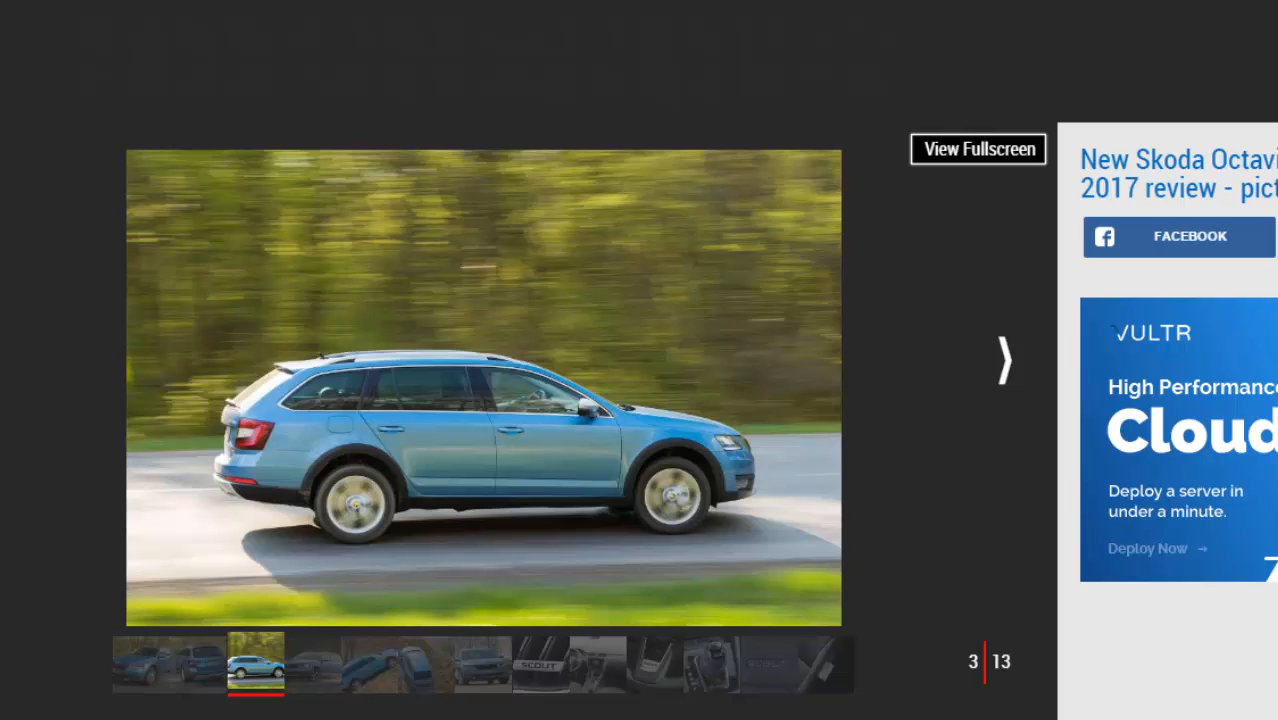 View Fullscreen
New Skoda Octavi
2017 review - pict
FACEBOOK
VULTR
High Performance
Cloud
Deploy a server in
under a minute.
Deploy Now →
SCOUT
3 13